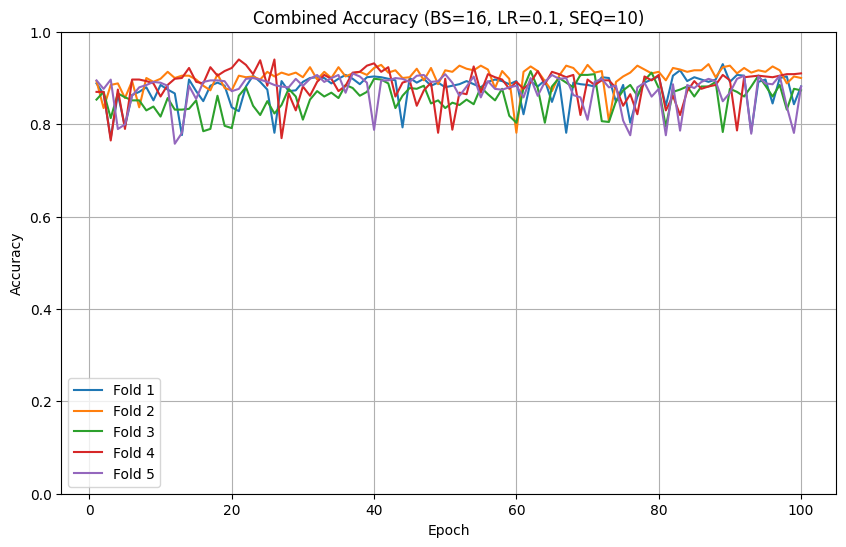 Combined Accuracy (BS=16, LR=0.1, SEQ=10)
1.0
0.8
0.6
0.4
0.2
0.0
Accuracy
Fold 1
Fold 2
Fold 3
Fold 4
Fold 5
0 20 40 60 80 100
Epoch